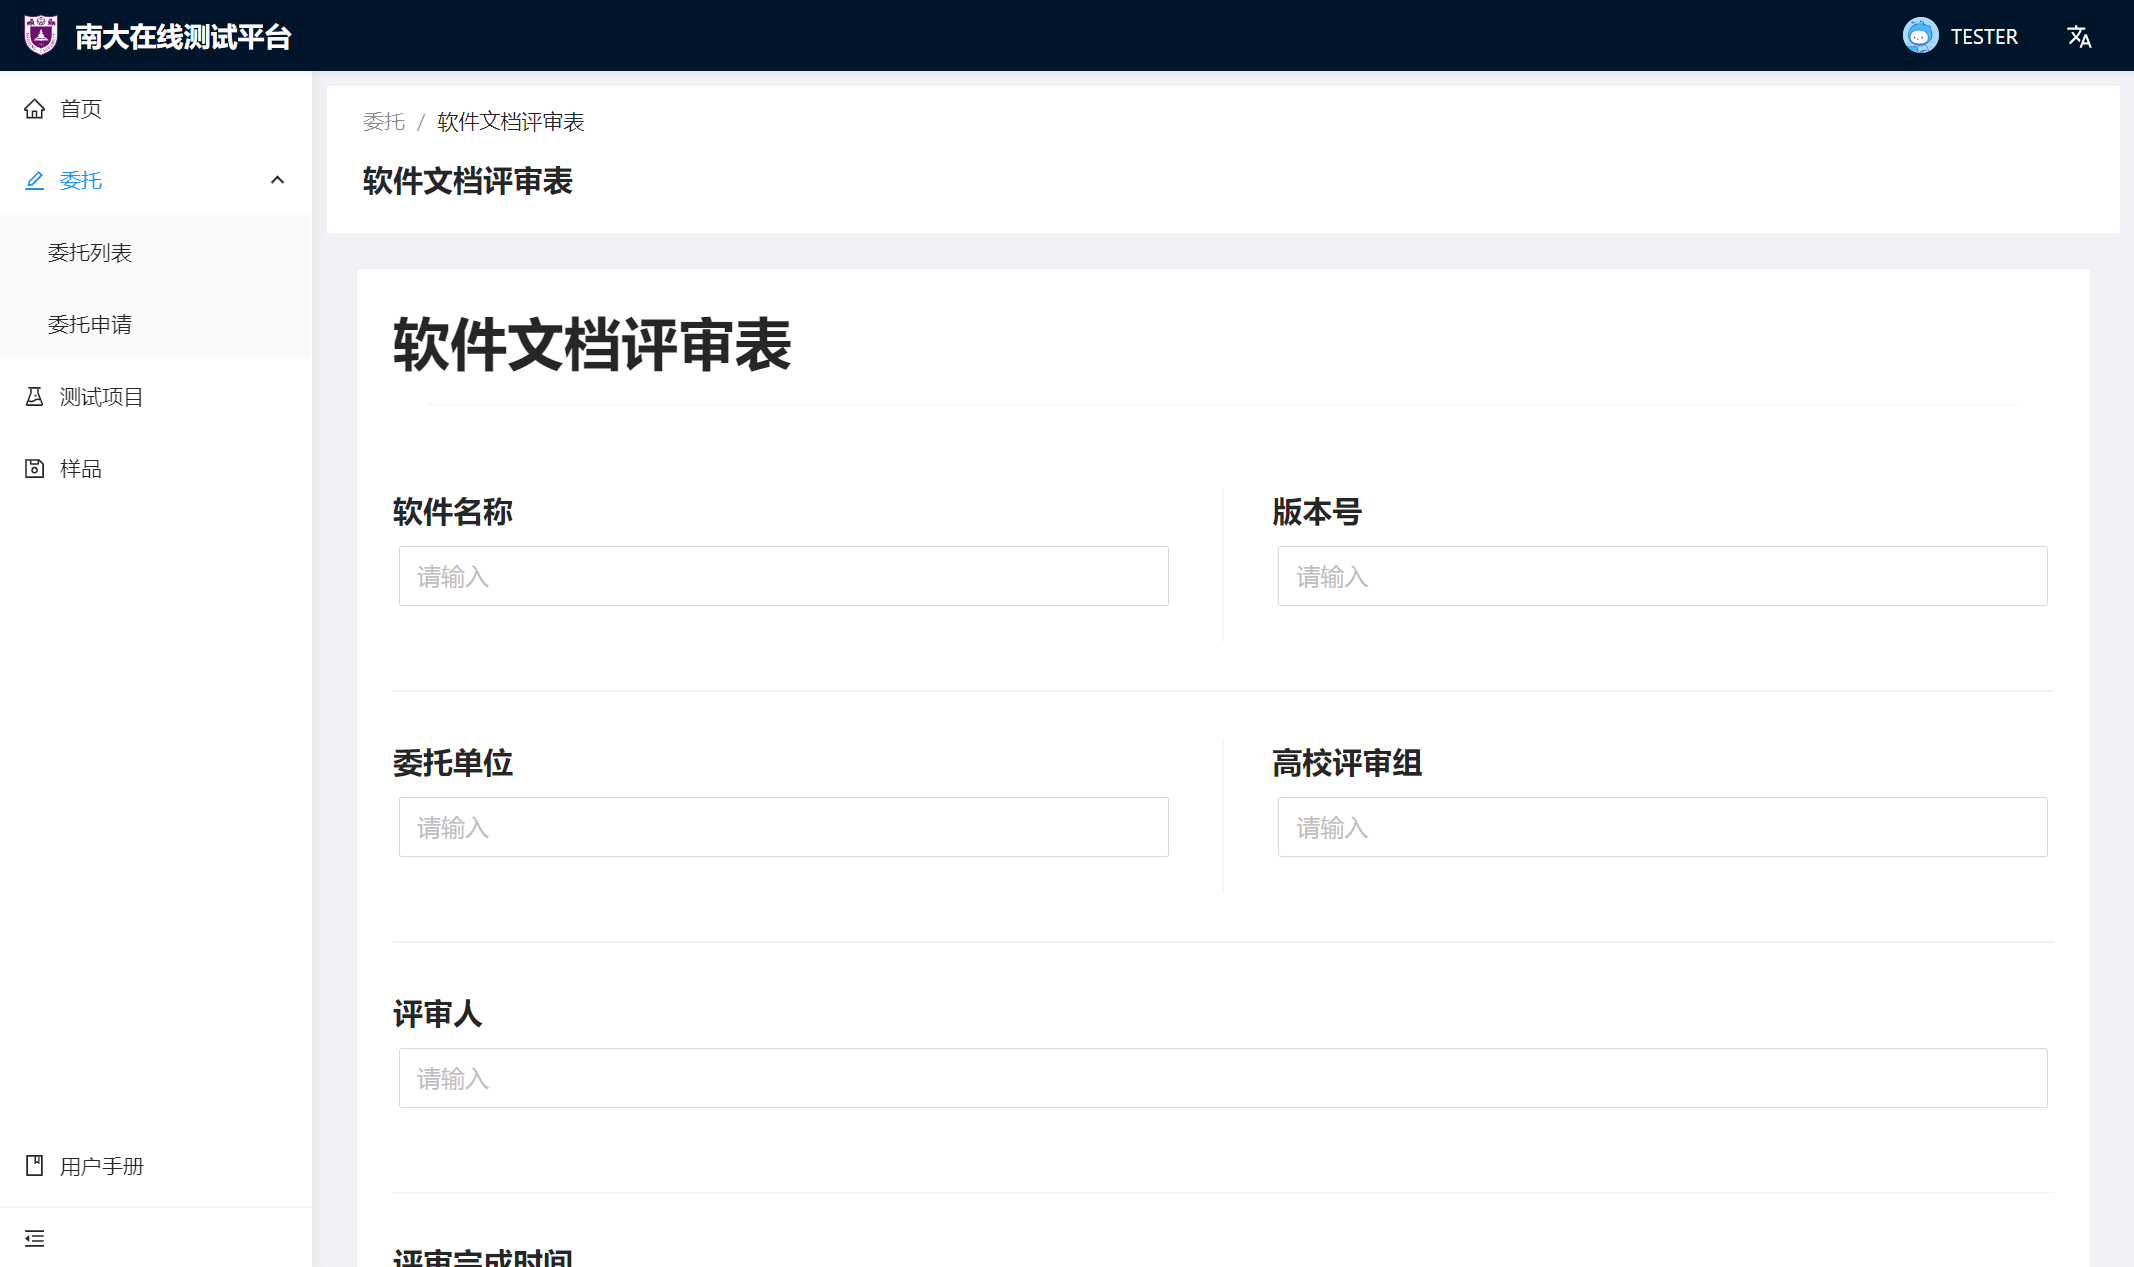 南大在线测试平台
TESTER
首页
委托
委托列表
委托申请
测试项目
样品
用户手册
委托 / 软件文档评审表
软件文档评审表
软件文档评审表
软件名称
请输入
版本号
请输入
委托单位
请输入
高校评审组
请输入
评审人
请输入
评审完成时间